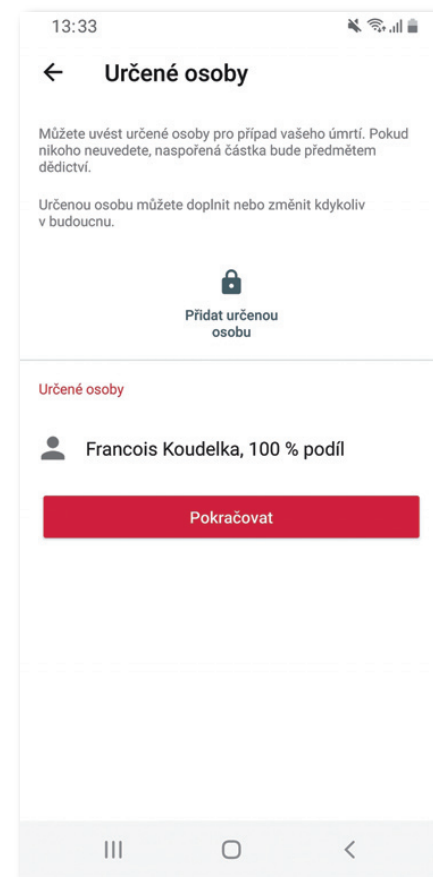 13:33
Určené osoby
Můžete uvést určené osoby pro případ vašeho úmrtí. Pokud
nikoho neuvedete, naspořená částka bude předmětem
dědictví.
Určenou osobu můžete doplnit nebo změnit kdykoliv
v budoucnu.
Přidat určenou
osobu
Určené osoby
Francois Koudelka, 100 % podíl
Pokračovat